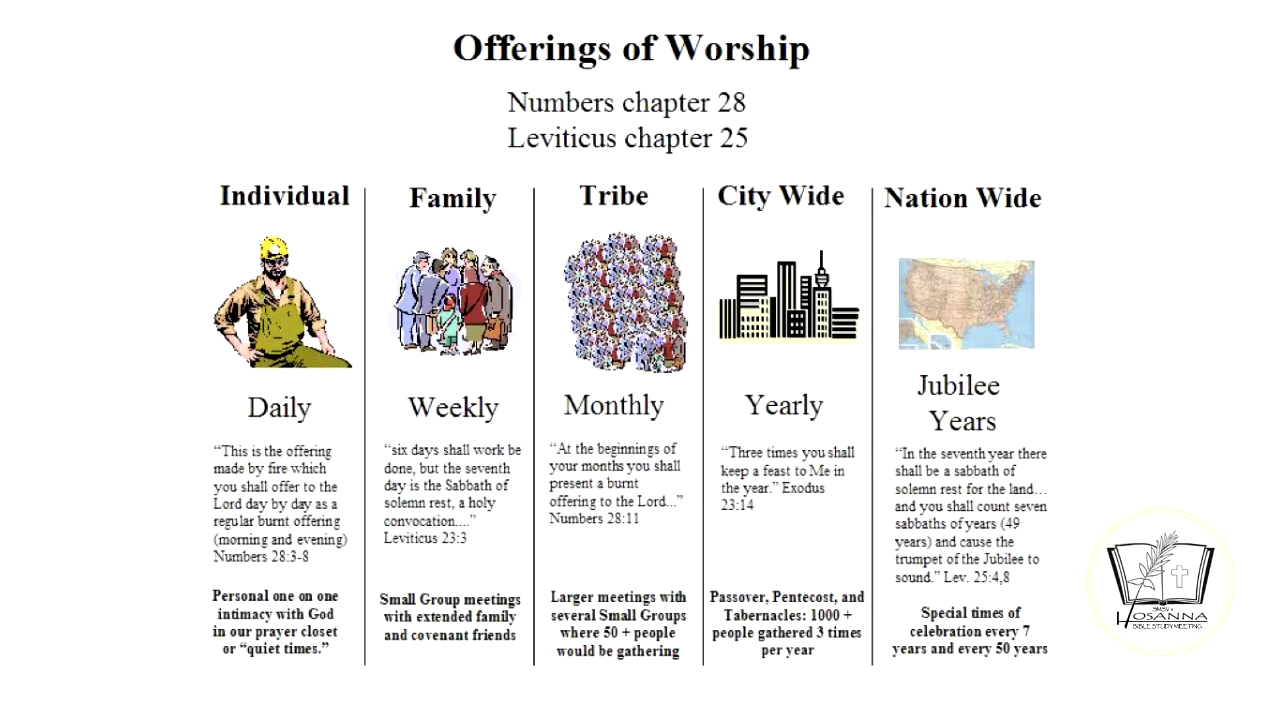 Offerings of Worship
Numbers chapter 28
Leviticus chapter 25
Individual
Daily
“This is the offering
made by fire which
you shall offer to the
Lord day by day as a
regular burnt offering
(morning and evening)
Numbers 28:3-8
Personal one on one
intimacy with God
in our prayer closet
or “quiet times.”
Family
Weekly
“six days shall work be
done, but the seventh
day is the Sabbath of
solemn rest, a holy
convocation....”
Leviticus 23:3
Small Group meetings
with extended family
and covenant friends
Tribe
Monthly
“At the beginnings of
your months you shall
present a burnt
offering to the Lord...”
Numbers 28:11
Larger meetings with
several Small Groups
where 50 + people
would be gathering
City Wide
Yearly
“Three times you shall
keep a feast to Me in
the year.” Exodus
23:14
Passover, Pentecost, and
Tabernacles: 1000 +
people gathered 3 times
per year
Nation Wide
Jubilee
Years
“In the seventh year there
shall be a sabbath of
solemn rest for the land…
and you shall count seven
sabbaths of years (49
years) and cause the
trumpet of the Jubilee to
sound.” Lev. 25:4,8
Special times of
celebration every 7
years and every 50 years
HOSANNA
BIBLE STUDY MEETING